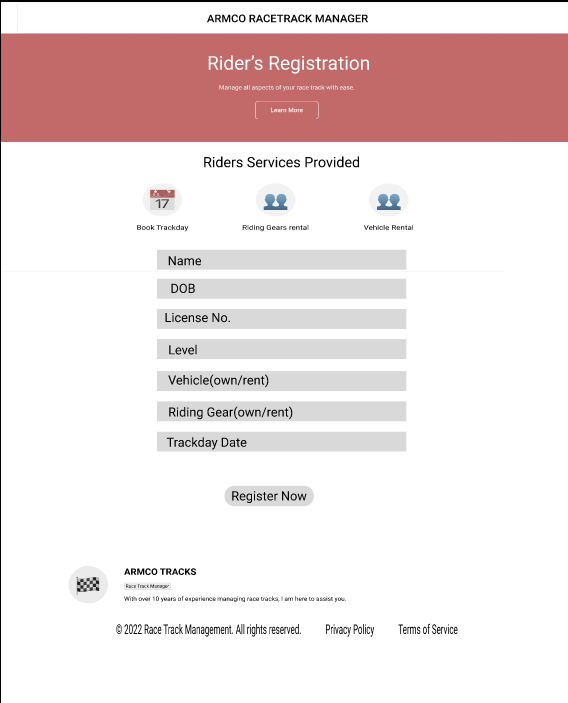 ARMCO RACETRACK MANAGER
Rider's Registration
Manage all aspects of your race track with ease.
Learn More
Riders Services Provided
17
Book Trackday
Riding Gears rental
Vehicle Rental
Name
DOB
License No.
Level
Vehicle(own/rent)
Riding Gear(own/rent)
Trackday Date
Register Now
ARMCO TRACKS
Race Track Manager
With over 10 years of experience managing race tracks, I am here to assist you.
© 2022 Race Track Management. All rights reserved. Privacy Policy Terms of Service